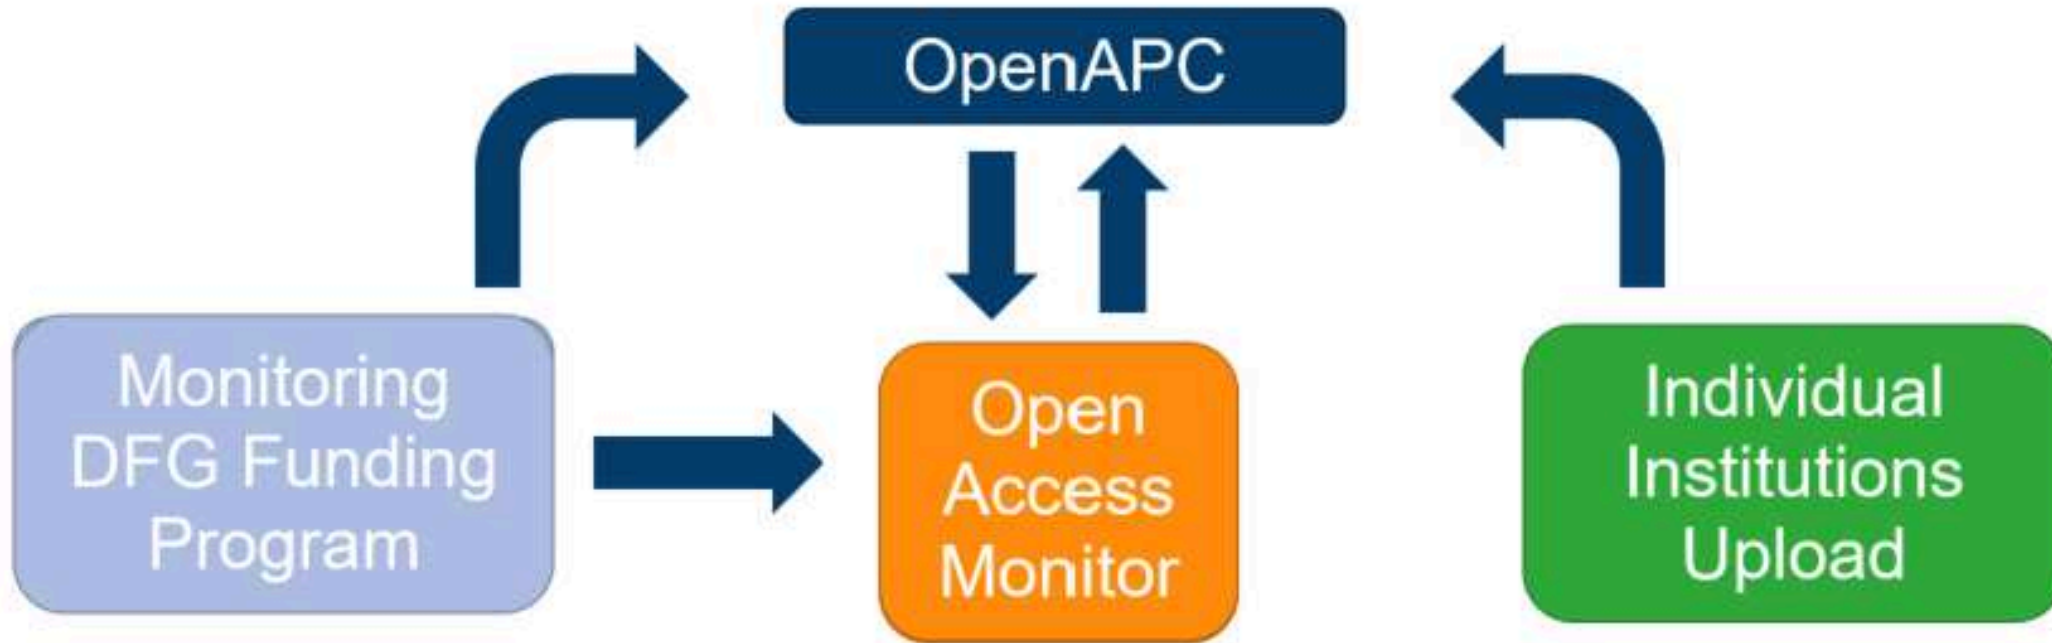 OpenAPC
Monitoring
DFG Funding
Program
Open
Access
Monitor
Individual
Institutions
Upload